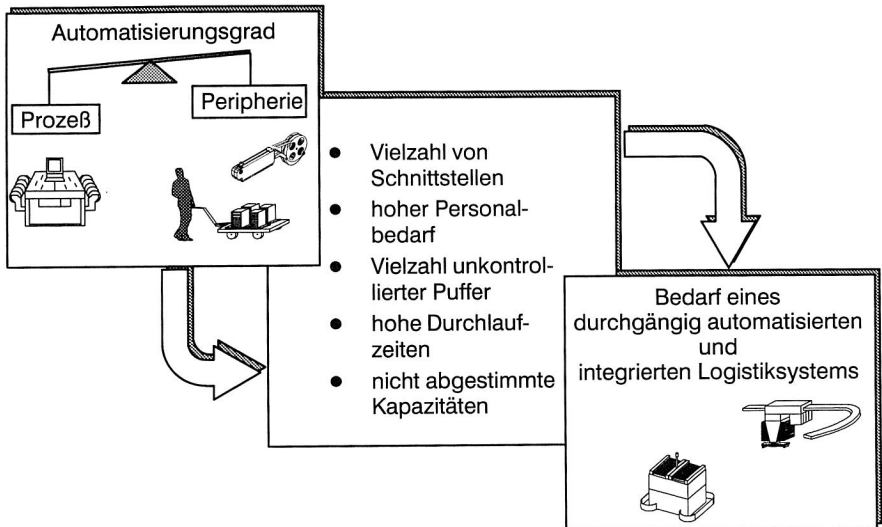 Automatisierungsgrad
Prozeß
Peripherie
• Vielzahl von
Schnittstellen
• hoher Personal-
bedarf
• Vielzahl unkontrol-
lierter Puffer
• hohe Durchlauf-
zeiten
• nicht abgestimmte
Kapazitäten
Bedarf eines
durchgängig automatisierten
und
integrierten Logistiksystems